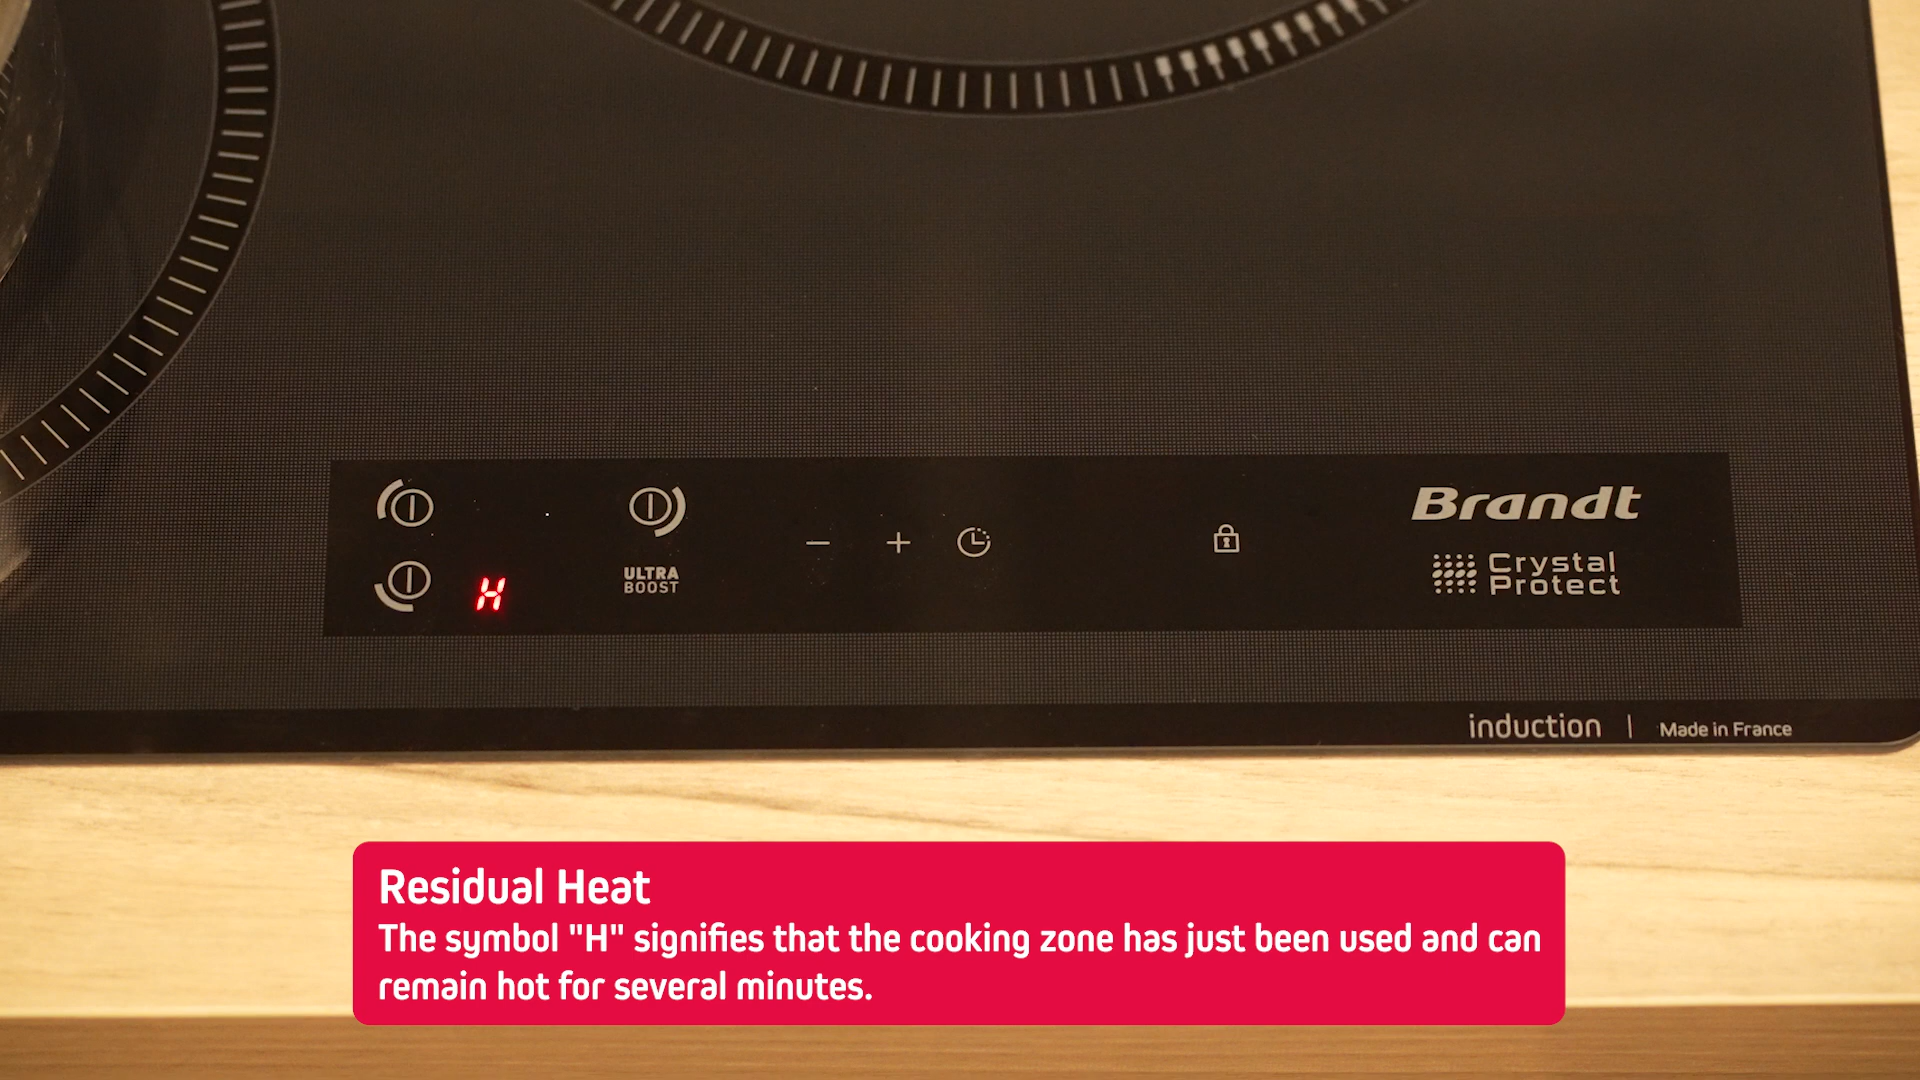 Brandt
Crystal
Protect
ULTRA
BOOST
H
induction | Made in France
Residual Heat
The symbol "H" signifies that the cooking zone has just been used and can
remain hot for several minutes.